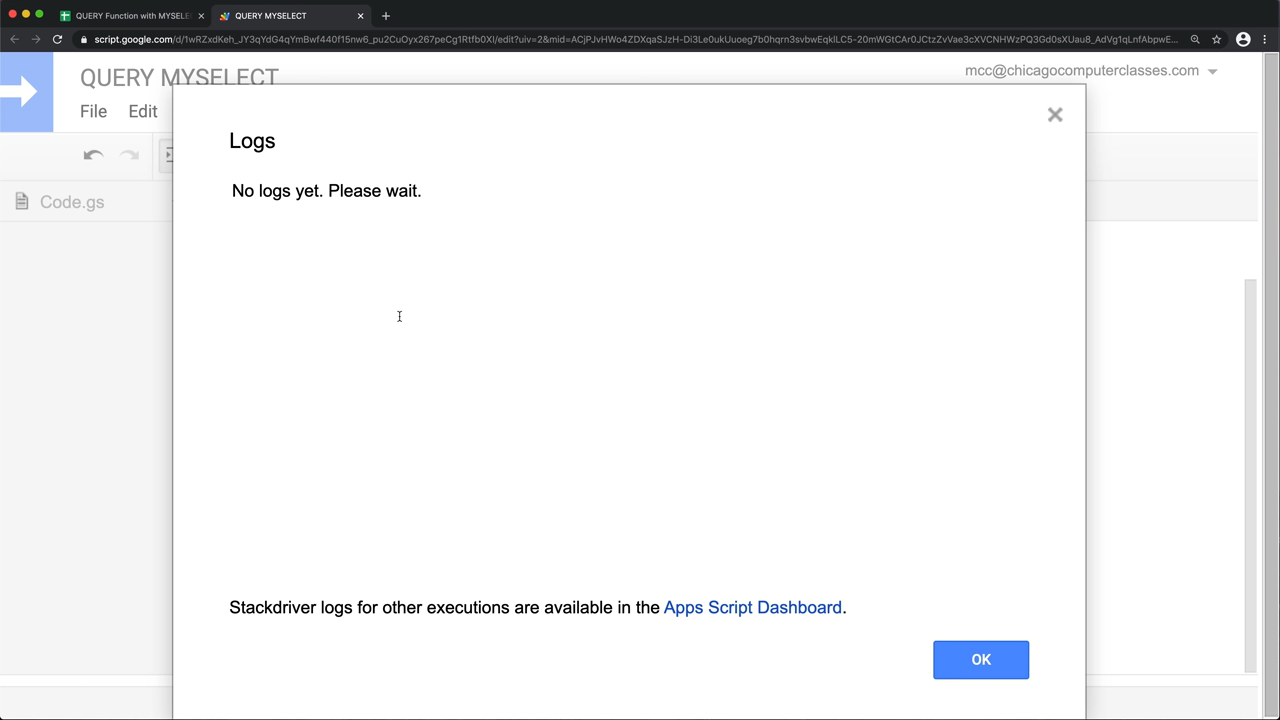 QUERY Function with MYSELE
QUERY MYSELECT
QUERY MYSELECT
mcc@chicagocomputerclasses.com
File Edit
Logs
No logs yet. Please wait.
Code.gs
Stackdriver logs for other executions are available in the Apps Script Dashboard.
OK